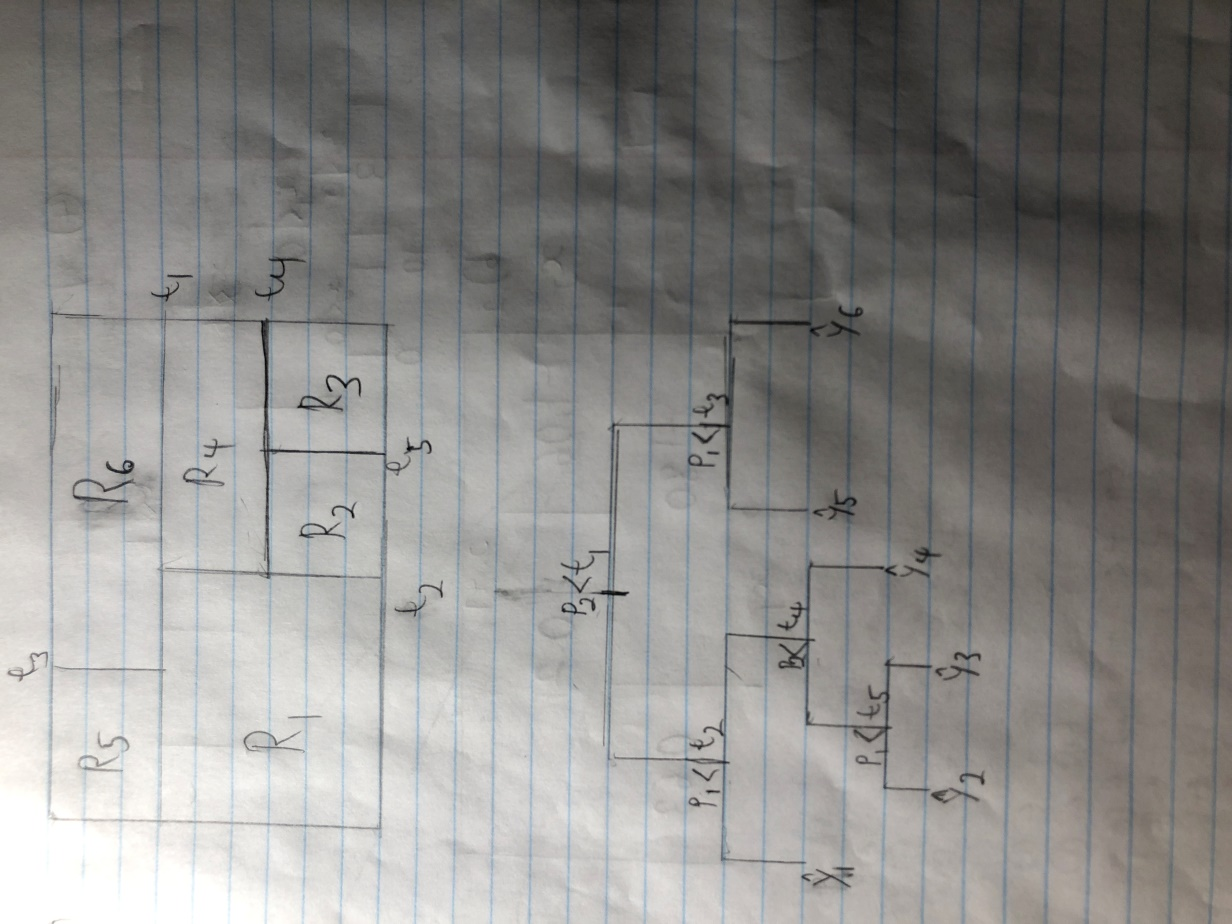 t3
R5 R6
t1
R4
R1 t4
R2 R3
t2 t5
P2<t1
P1<t2 P1<t3
P2<t4
ŷ1 ŷ5 ŷ6
P1<t5 ŷ4
ŷ2 ŷ3